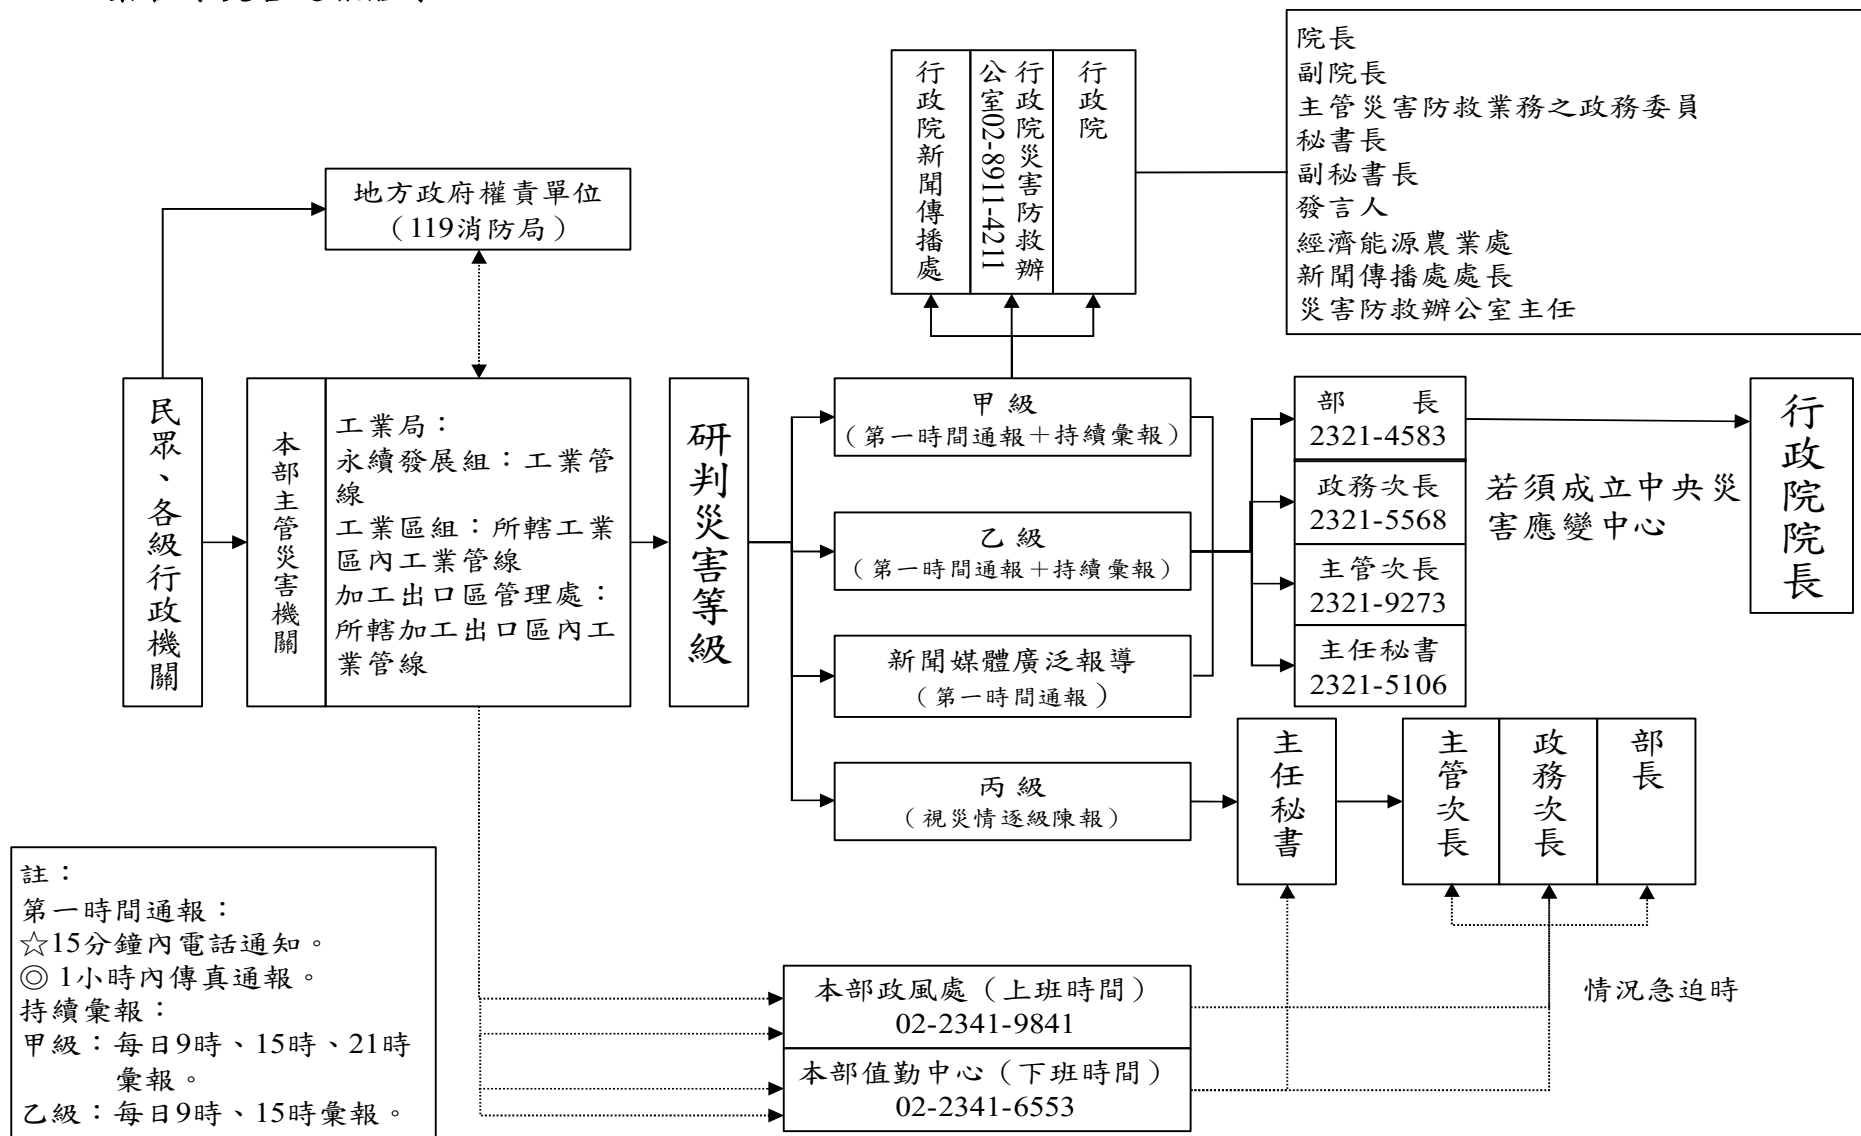 行政院新聞傳播處
行政院災害防救辦
公室02-8911-4211
行政院
院長
副院長
主管災害防救業務之政務委員
秘書長
副秘書長
發言人
經濟能源農業處
新聞傳播處處長
災害防救辦公室主任
地方政府權責單位
（119消防局）
民眾、各級行政機關
本部主管災害機關
工業局：
永續發展組：工業管
線
工業區組：所轄工業
區內工業管線
加工出口區管理處：
所轄加工出口區內工
業管線
研判災害等級
甲級
（第一時間通報＋持續彙報）
乙級
（第一時間通報＋持續彙報）
新聞媒體廣泛報導
（第一時間通報）
丙級
（視災情逐級陳報）
部　　長
2321-4583
政務次長
2321-5568
主管次長
2321-9273
主任秘書
2321-5106
若須成立中央災
害應變中心
行政院院長
主任秘書
主管次長
政務次長
部長
註：
第一時間通報：
☆15分鐘內電話通知。
◎ 1小時內傳真通報。
持續彙報：
甲級：每日9時、15時、21時
彙報。
乙級：每日9時、15時彙報。
本部政風處（上班時間）
02-2341-9841
本部值勤中心（下班時間）
02-2341-6553
情況急迫時